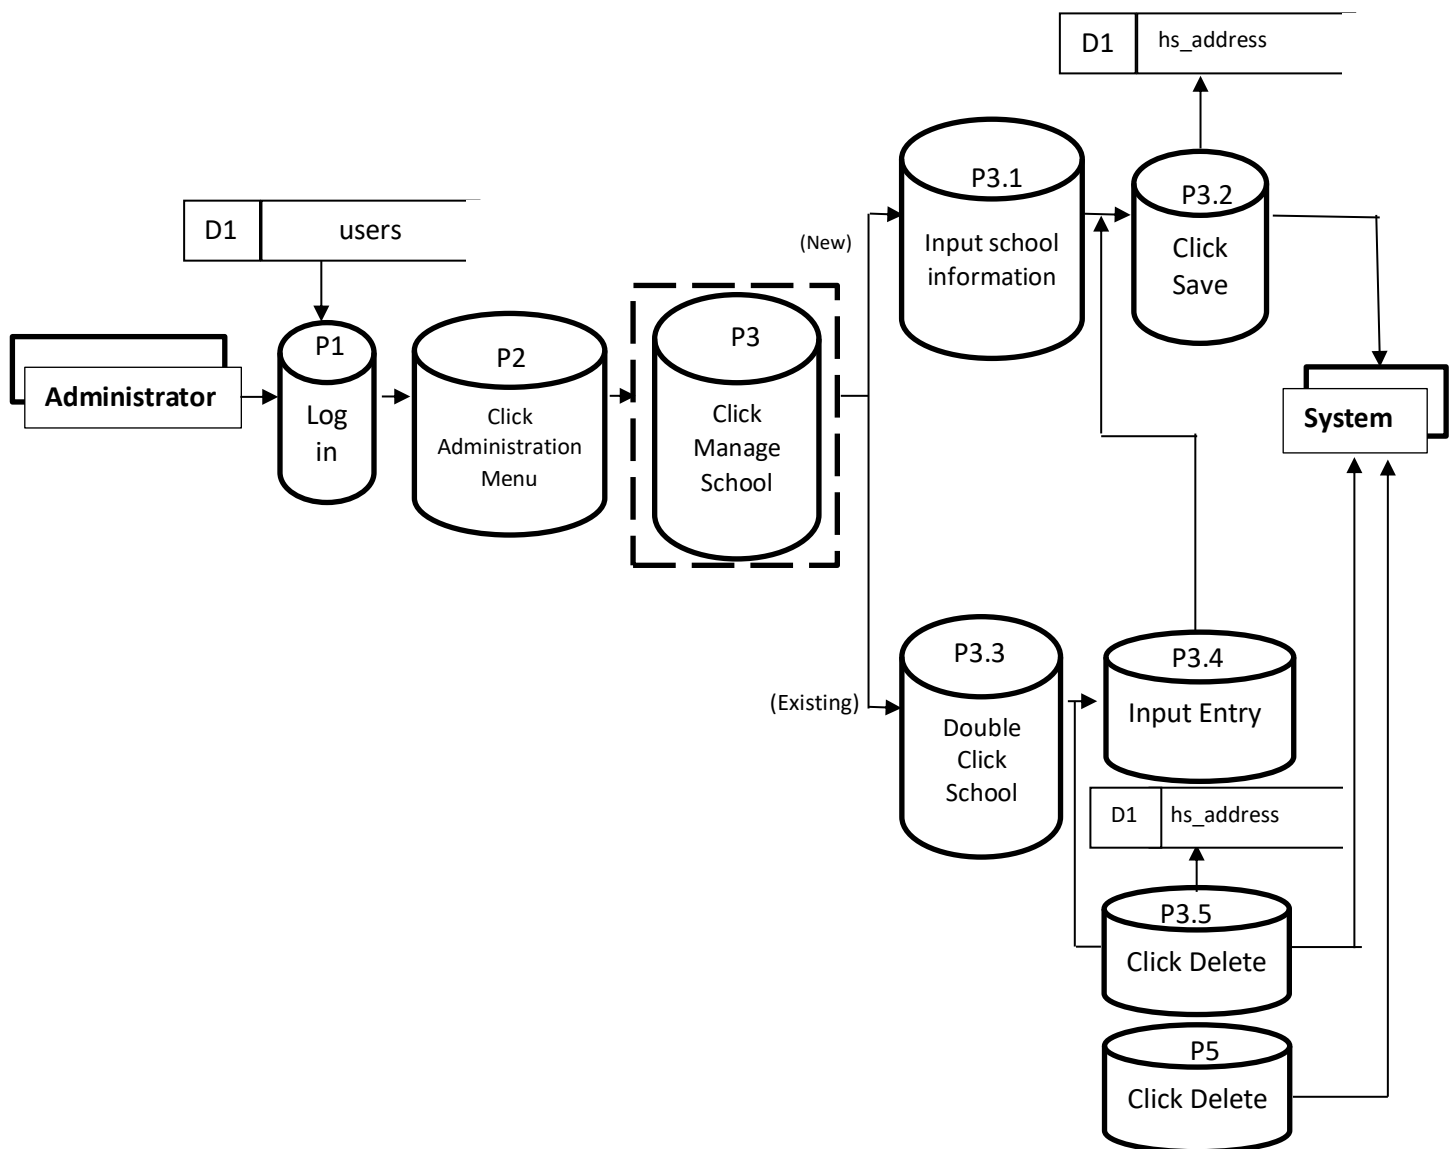 D1 hs_address
P3.1
P3.2
D1 users
(New)
Input school
information
Click
Save
P1
P2
P3
Administrator
Log
in
Click
Administration
Menu
Click
Manage
School
System
P3.3
P3.4
(Existing)
Double
Click
School
Input Entry
D1 hs_address
P3.5
Click Delete
P5
Click Delete